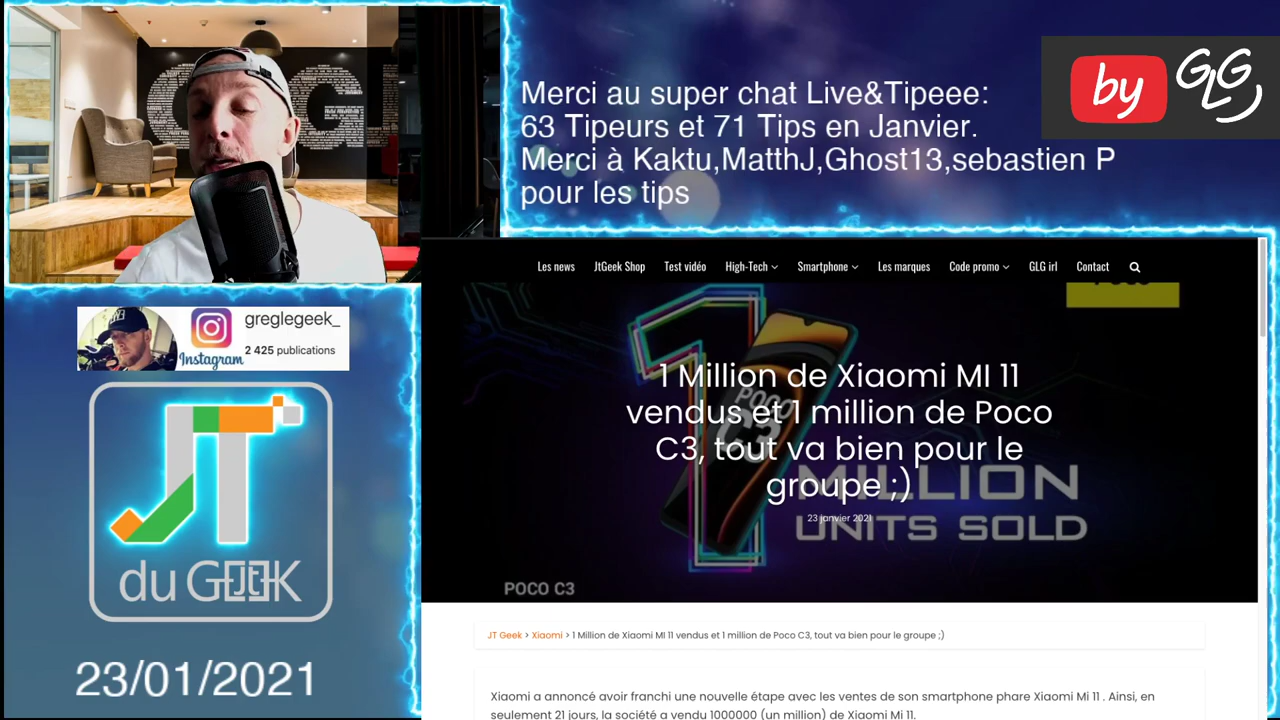 Merci au super chat Live&Tipeee:
63 Tipeurs et 71 Tips en Janvier.
Merci à Kaktu,MatthJ,Ghost13,sebastien P
pour les tips
by GLG
greglegeek_
Instagram
2 425 publications
JT
du GEEK
23/01/2021
Les news JtGeek Shop Test vidéo High-Tech Smartphone Les marques Code promo GLG irl Contact
1 Million de Xiaomi MI 11
vendus et 1 million de Poco
C3, tout va bien pour le
groupe ;)
23 janvier 2021
POCO
C3
1 MILLION
UNITS SOLD
POCO C3
JT Geek > Xiaomi > 1 Million de Xiaomi MI 11 vendus et 1 million de Poco C3, tout va bien pour le groupe ;)
Xiaomi a annoncé avoir franchi une nouvelle étape avec les ventes de son smartphone phare Xiaomi Mi 11 . Ainsi, en
seulement 21 jours, la société a vendu 1000000 (un million) de Xiaomi Mi 11.